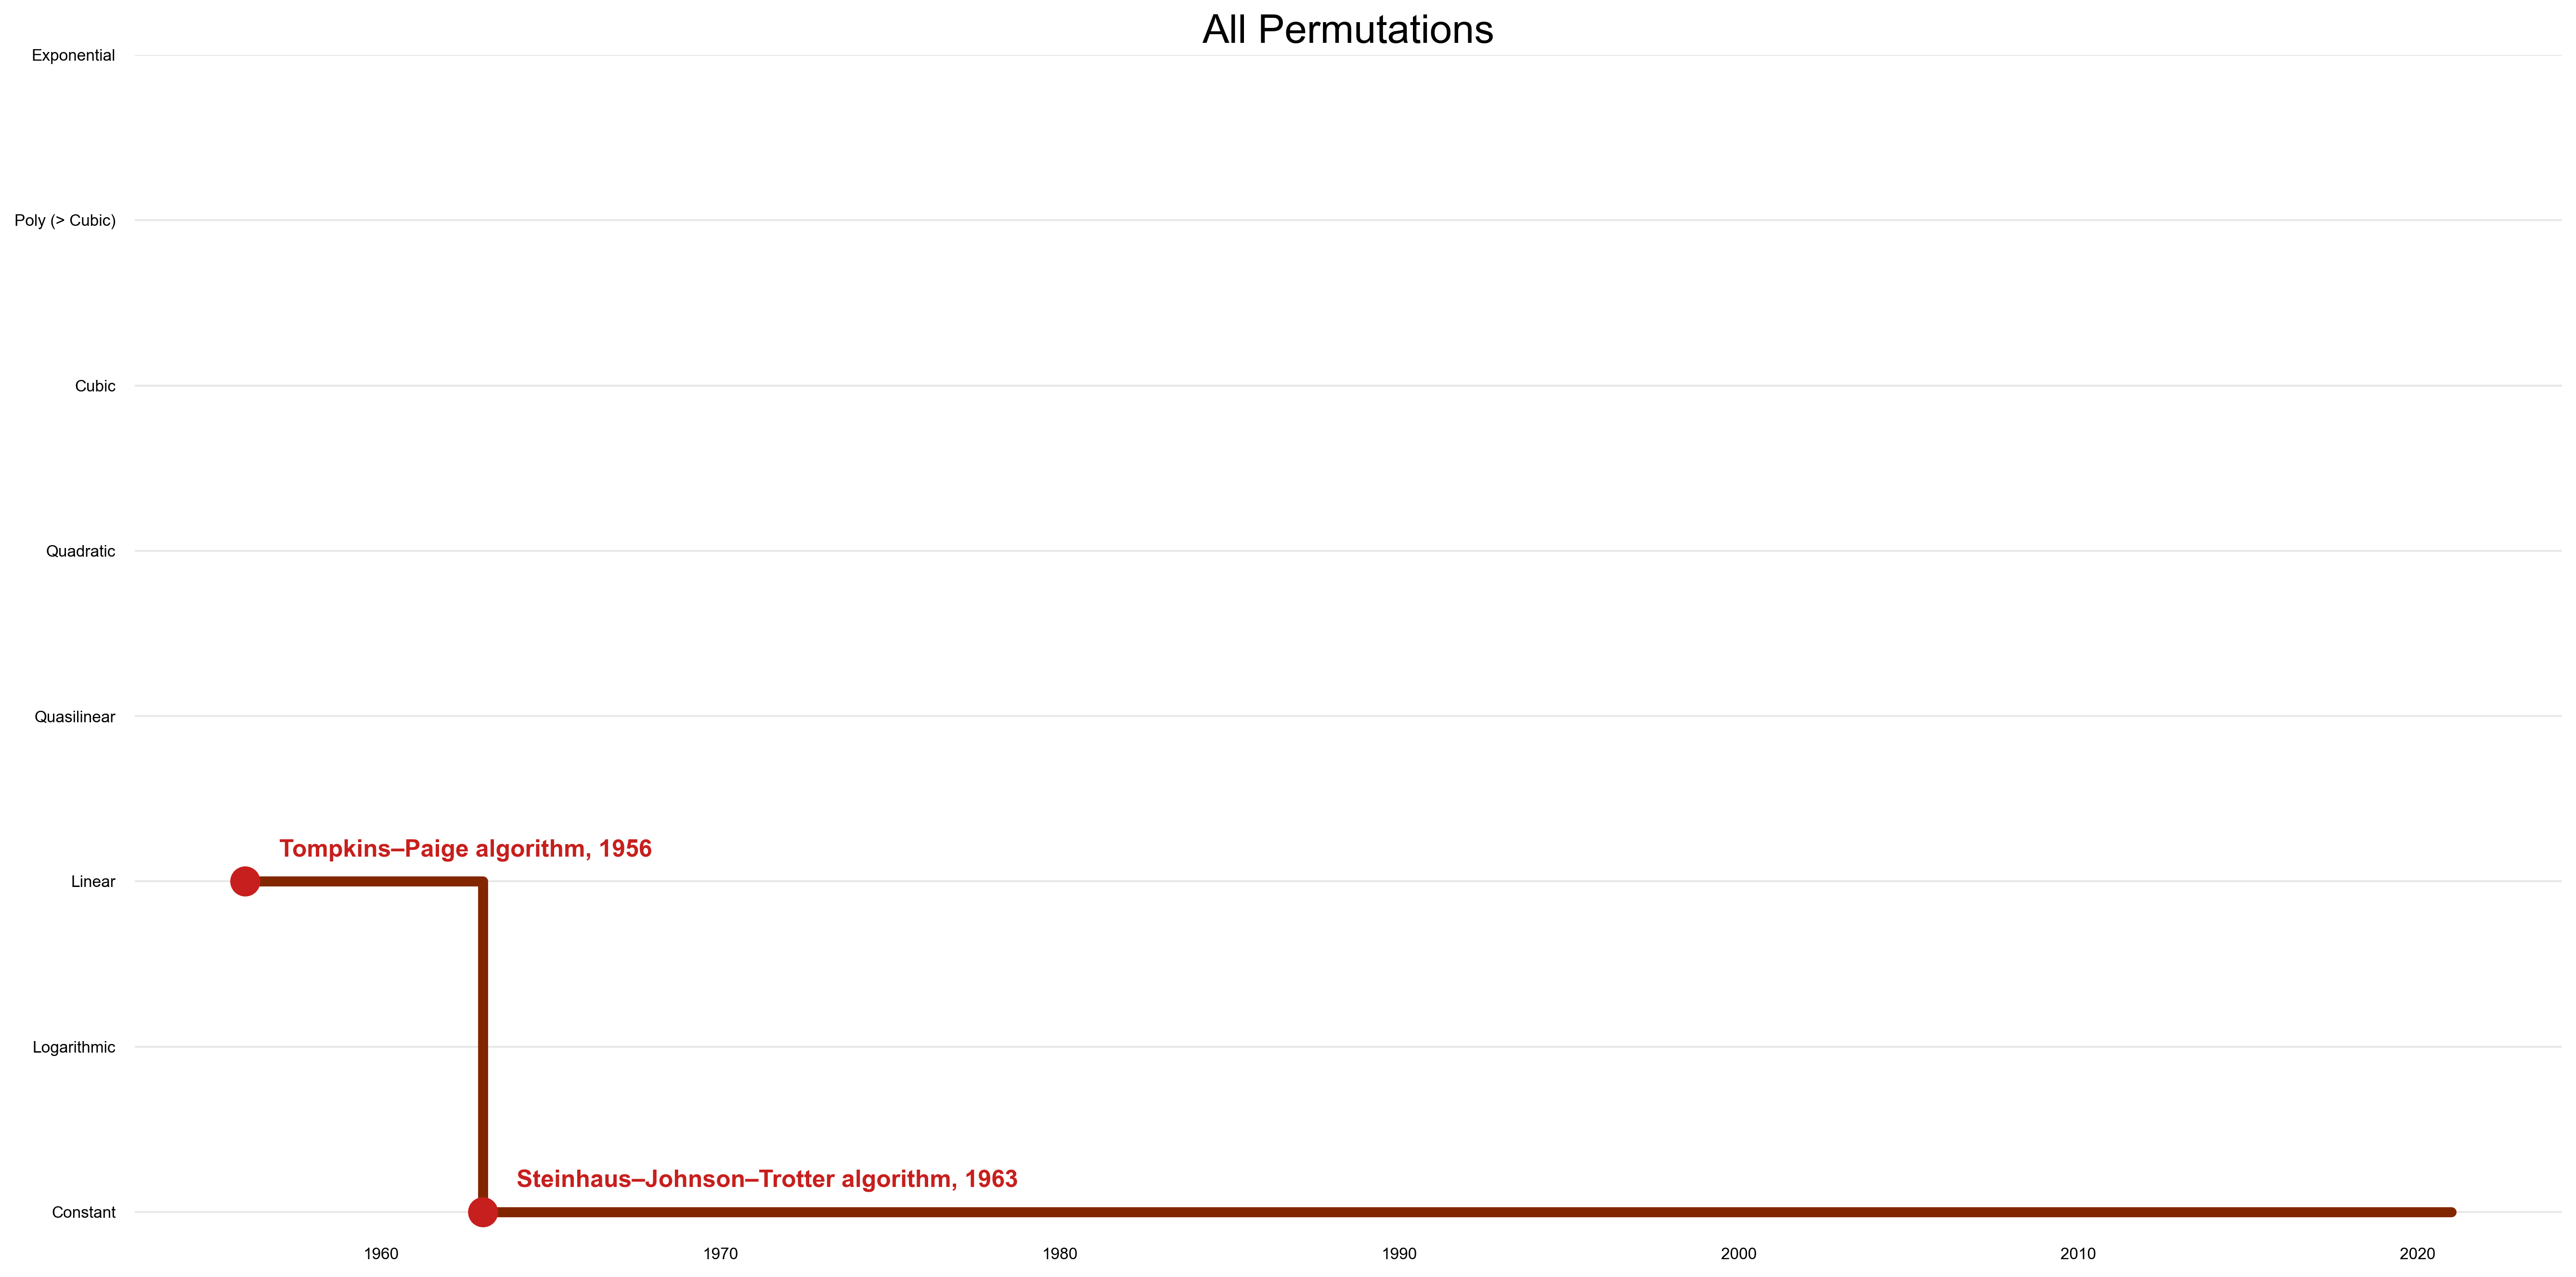 All Permutations
Exponential
Poly (> Cubic)
Cubic
Quadratic
Quasilinear
Tompkins–Paige algorithm, 1956
Linear
Logarithmic
Steinhaus–Johnson–Trotter algorithm, 1963
Constant
1960 1970 1980 1990 2000 2010 2020